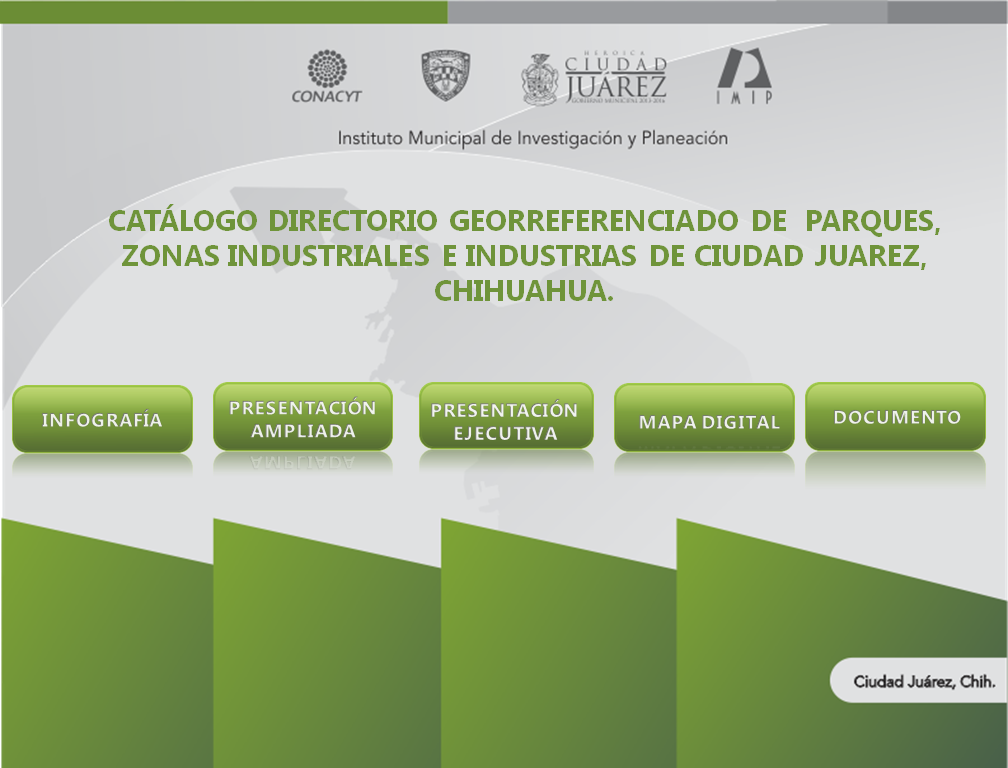 CONACYT
HEROICA
CIUDAD
JUÁREZ
GOBIERNO MUNICIPAL 2013-2016
IMIP
Instituto Municipal de Investigación y Planeación
CATÁLOGO DIRECTORIO GEORREFERENCIADO DE PARQUES,
ZONAS INDUSTRIALES E INDUSTRIAS DE CIUDAD JUAREZ,
CHIHUAHUA.
INFOGRAFÍA
PRESENTACIÓN
AMPLIADA
PRESENTACIÓN
EJECUTIVA
MAPA DIGITAL
DOCUMENTO
Ciudad Juárez, Chih.